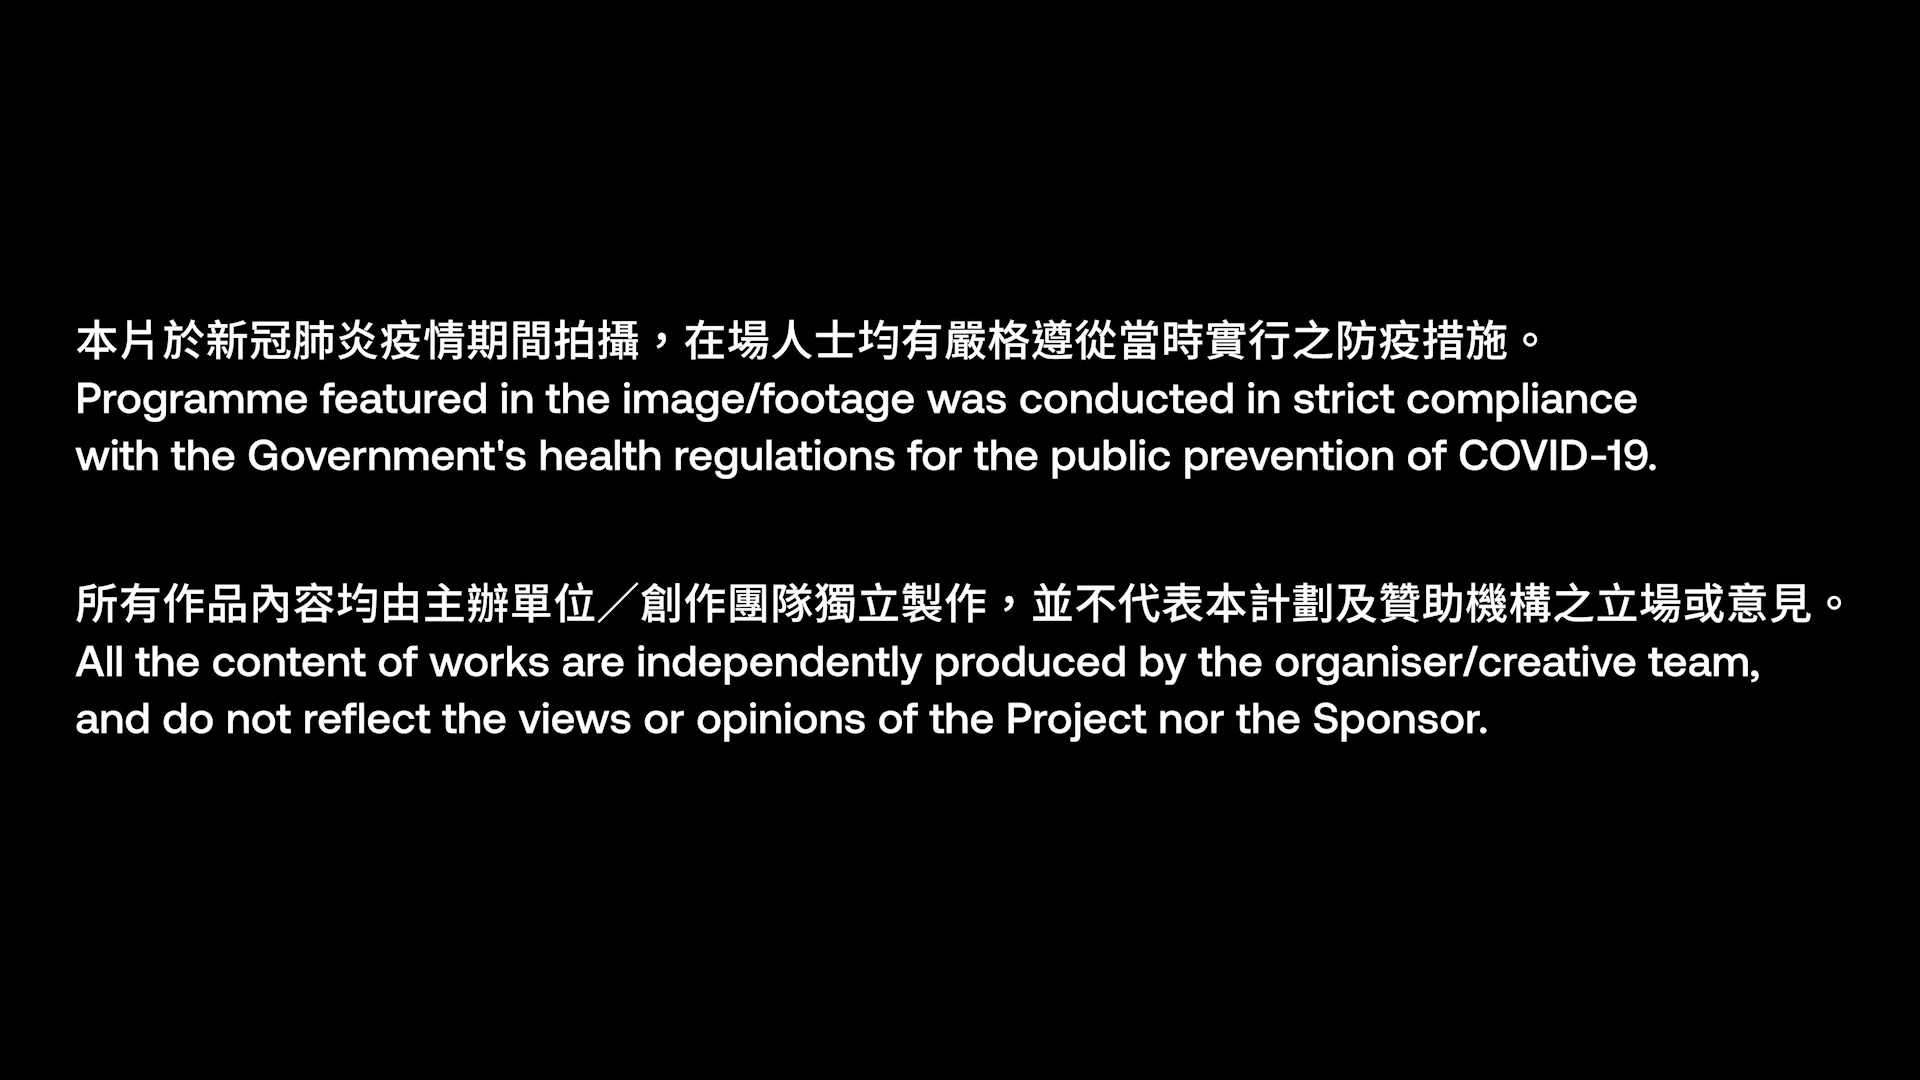 本片於新冠肺炎疫情期間拍攝，在場人士均有嚴格遵從當時實行之防疫措施。
Programme featured in the image/footage was conducted in strict compliance
with the Government's health regulations for the public prevention of COVID-19.
所有作品內容均由主辦單位／創作團隊獨立製作，並不代表本計劃及贊助機構之立場或意見。
All the content of works are independently produced by the organiser/creative team,
and do not reflect the views or opinions of the Project nor the Sponsor.